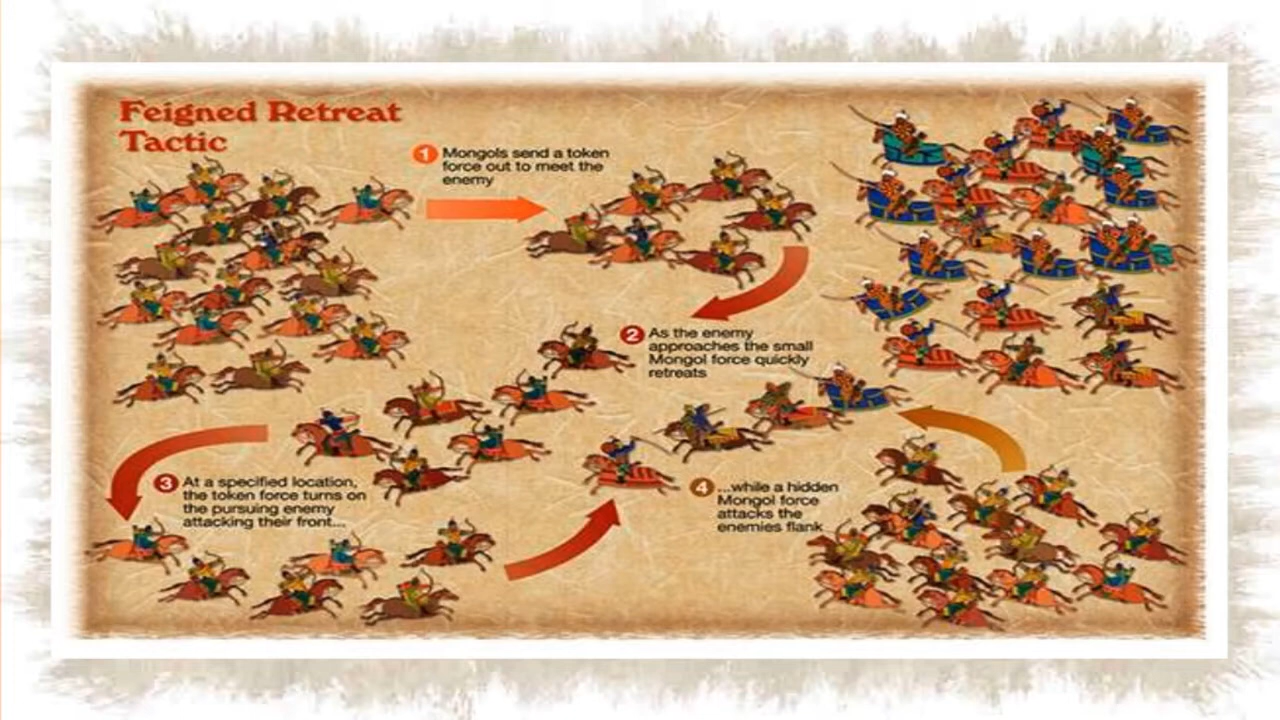 Feigned Retreat
Tactic
1 Mongols send a token
force out to meet the
enemy
2 As the enemy
approaches the small
Mongol force quickly
retreats
3 At a specified location,
the token force turns on
the pursuing enemy
attacking their front...
4 ...while a hidden
Mongol force
attacks the
enemies flank